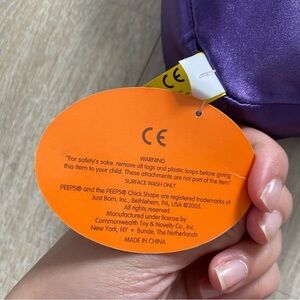 CE
CE
WARNING
"For safety's sake, remove all tags and plastic loops before giving
this item to your child. These attachments are not part of the item"
SURFACE WASH ONLY
PEEPS® and the PEEPS® Chick Shape are registered trademarks of
Just Born, Inc., Bethlehem, PA, USA ©2005.
All rights reserved.
Manufactured under license by
Commonwealth Toy & Novelty Co., Inc.
New York, NY • Bonde, The Netherlands
MADE IN CHINA